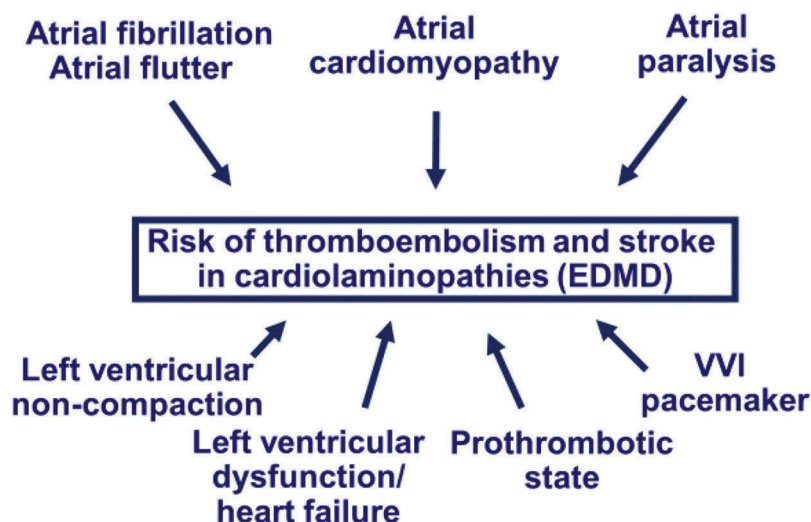 Atrial fibrillation
Atrial flutter
Atrial
cardiomyopathy
Atrial
paralysis
Risk of thromboembolism and stroke
in cardiolaminopathies (EDMD)
Left ventricular
non-compaction
Left ventricular
dysfunction/
heart failure
Prothrombotic
state
VVI
pacemaker